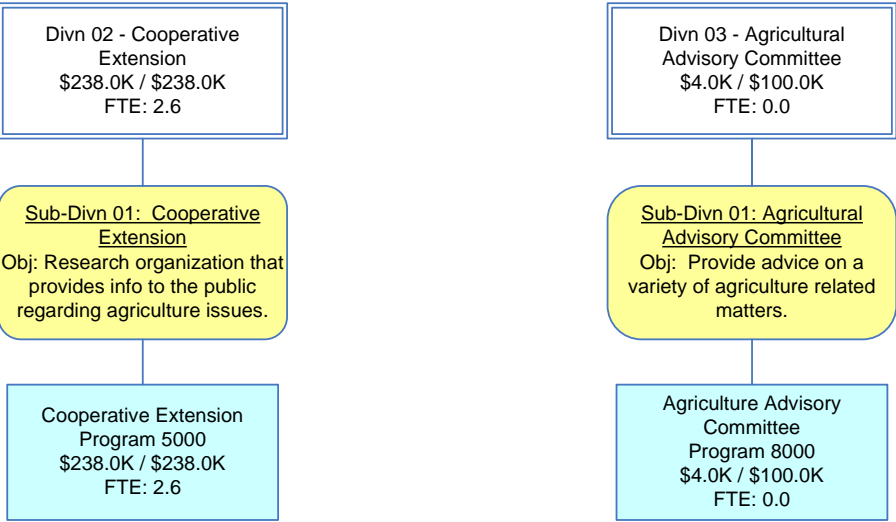 Divn 02 - Cooperative
Extension
$238.0K / $238.0K
FTE: 2.6
Sub-Divn 01:  Cooperative
Extension
Obj: Research organization that
provides info to the public
regarding agriculture issues.
Cooperative Extension
Program 5000
$238.0K / $238.0K
FTE: 2.6
Divn 03 - Agricultural
Advisory Committee
$4.0K / $100.0K
FTE: 0.0
Sub-Divn 01: Agricultural
Advisory Committee
Obj:  Provide advice on a
variety of agriculture related
matters.
Agriculture Advisory
Committee
Program 8000
$4.0K / $100.0K
FTE: 0.0